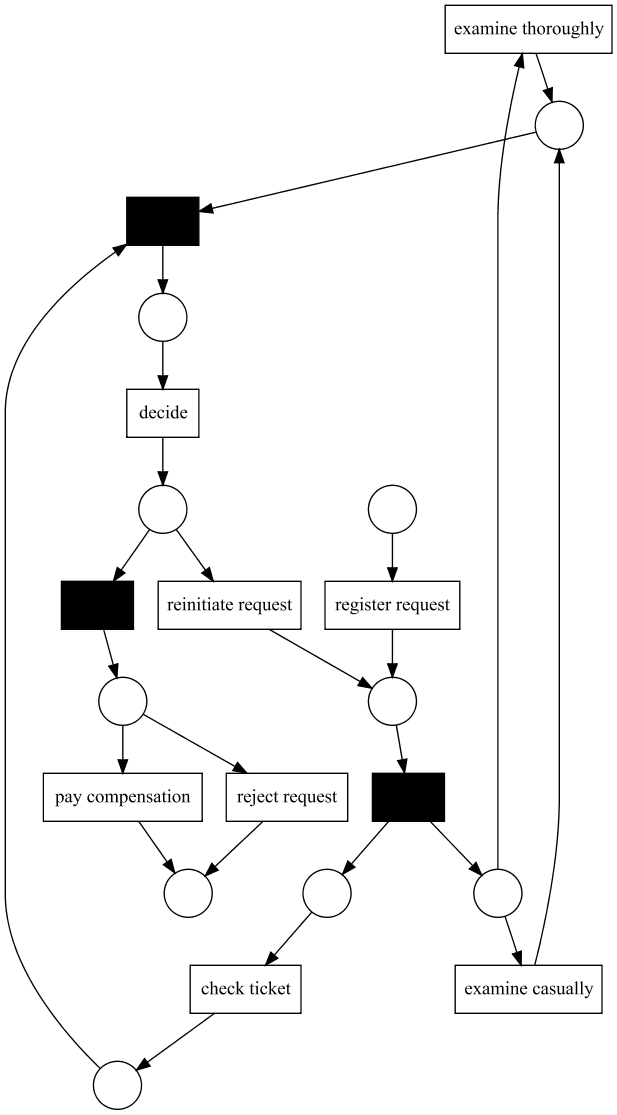 examine thoroughly
decide
reinitiate request
register request
pay compensation
reject request
check ticket
examine casually